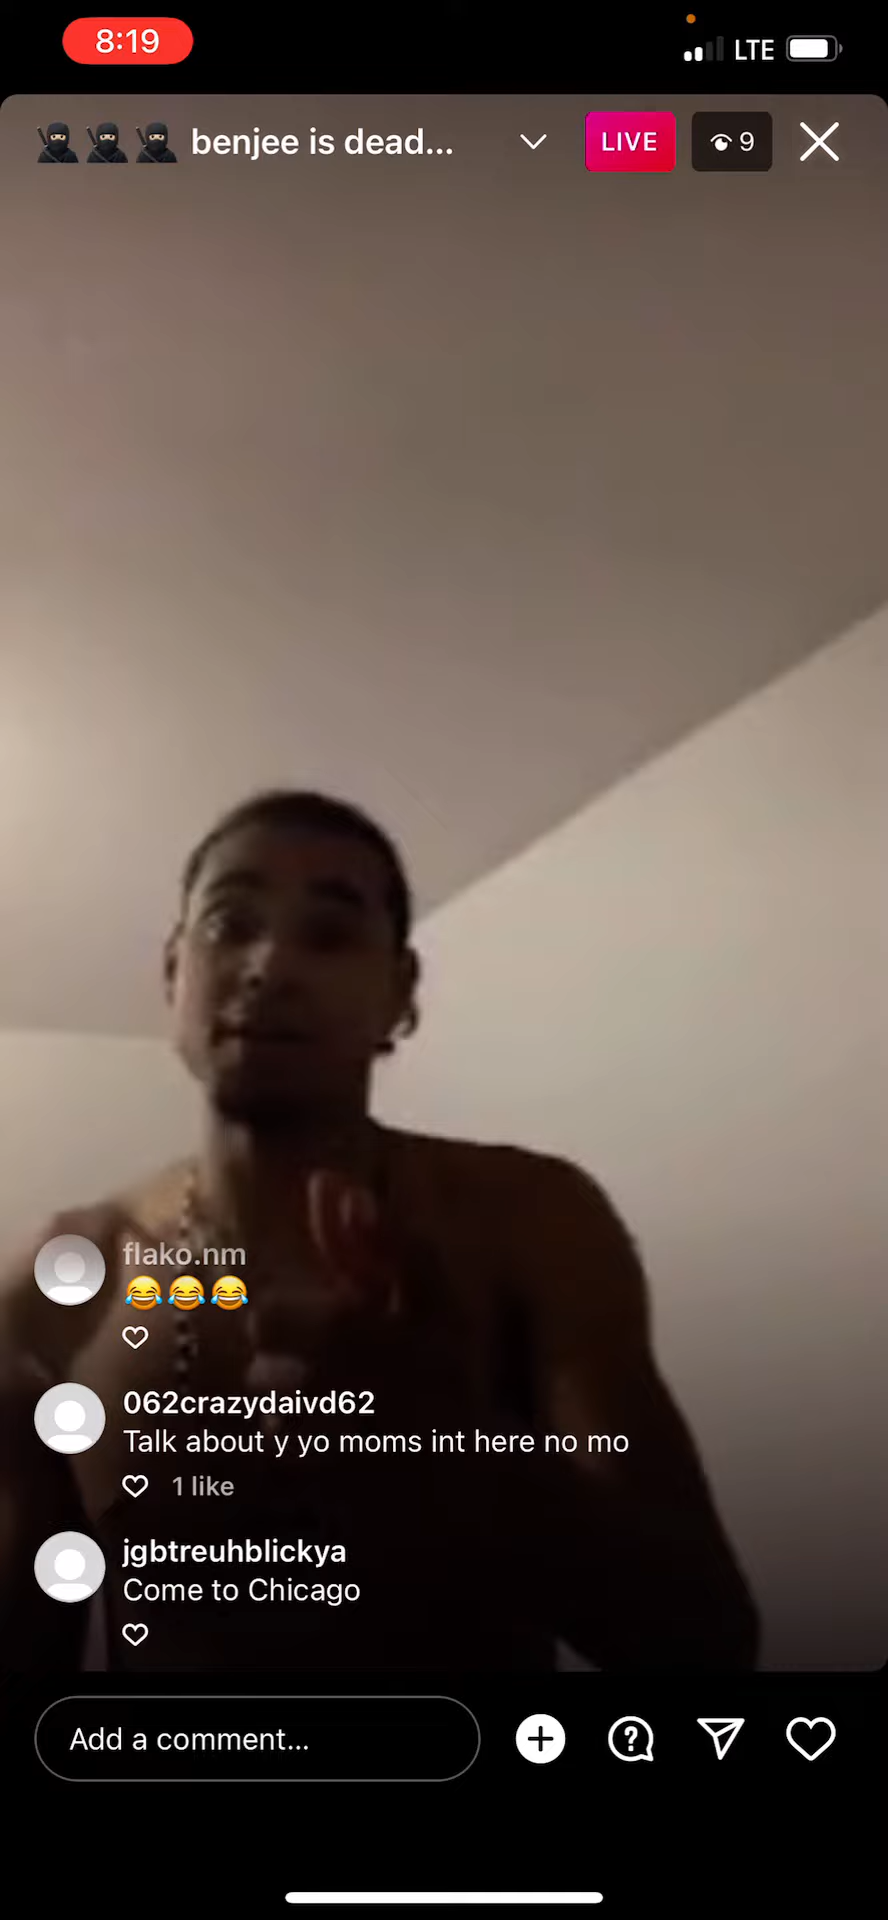 8:19
LTE
🥷🏻🥷🏻🥷🏻 benjee is dead...
LIVE
9
flako.nm
😂😂😂
062crazydaivd62
Talk about y yo moms int here no mo
1 like
jgbtreuhblickya
Come to Chicago
Add a comment...